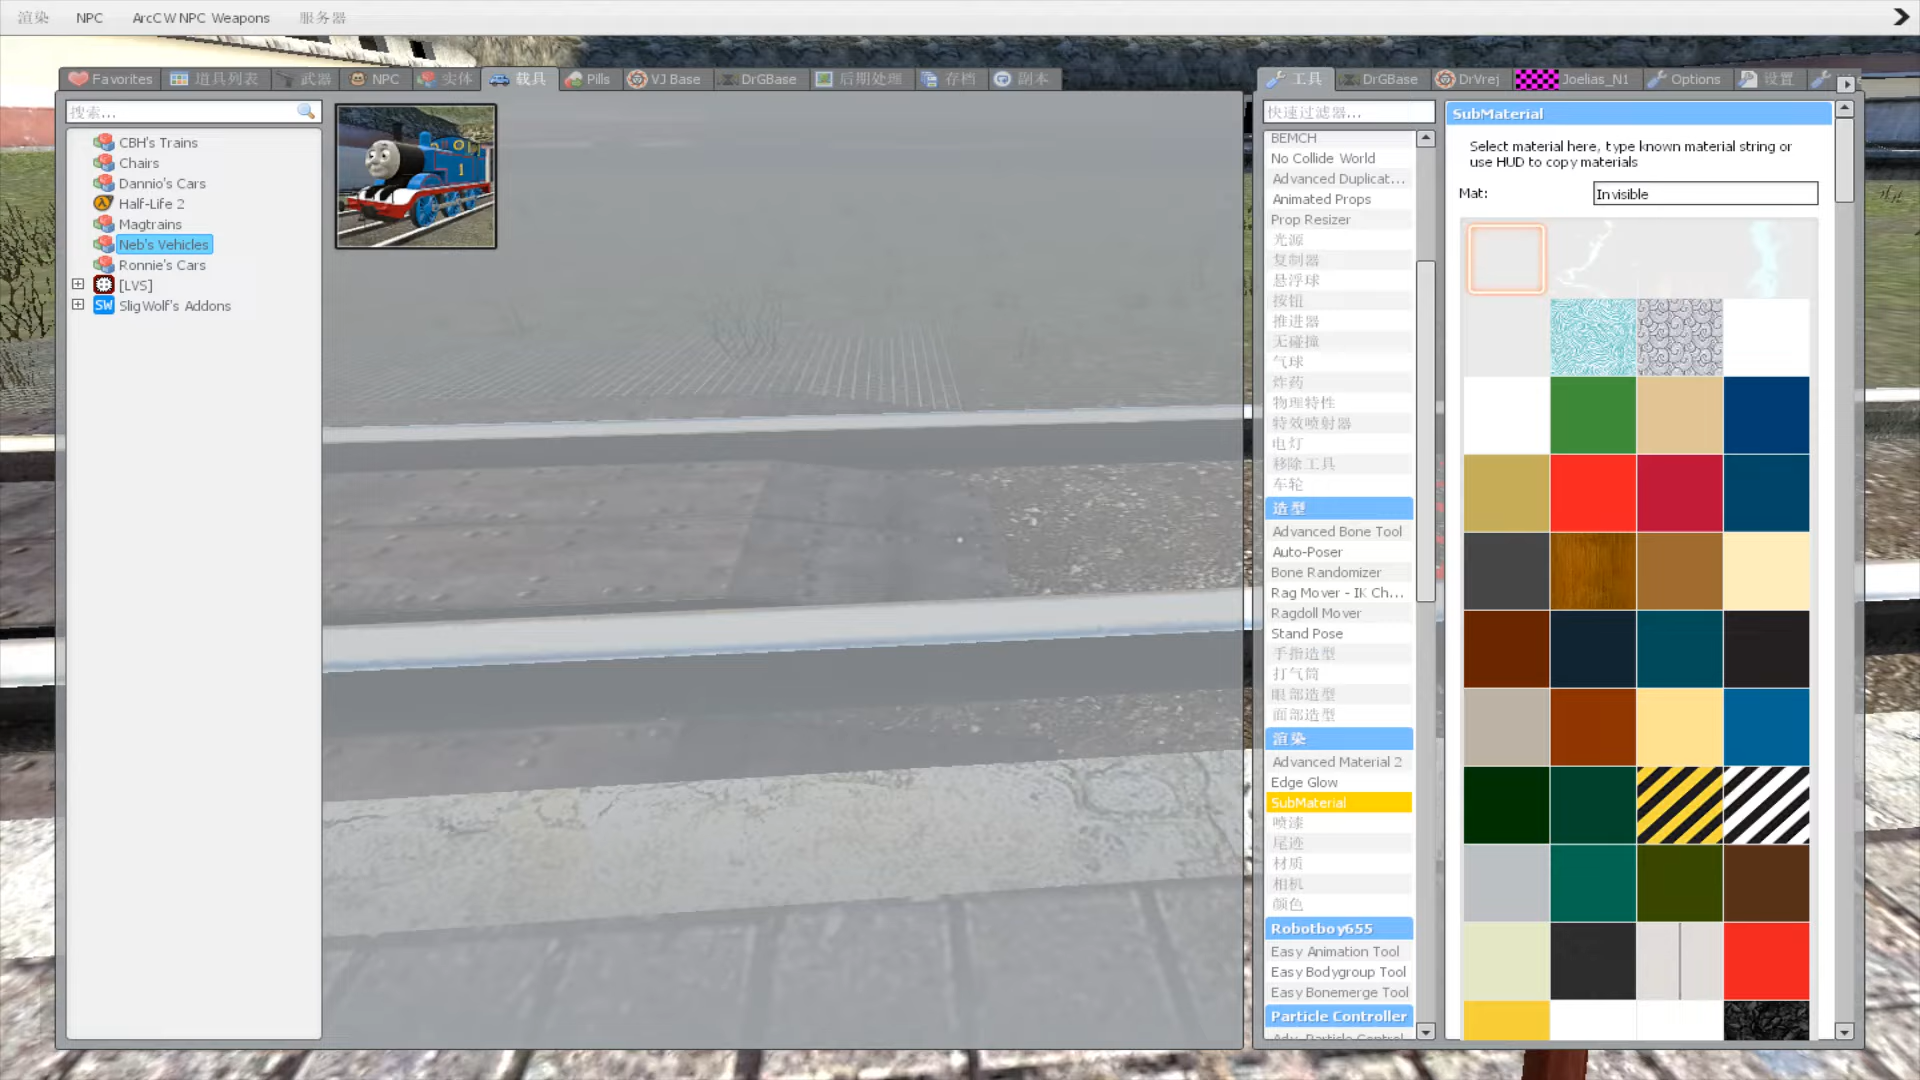 渲染 NPC ArcCW NPC Weapons 服务器
Favorites 道具列表 武器 NPC 实体 载具 Pills VJ Base DrGBase 后期处理 存档 副本
搜索...
CBH's Trains
Chairs
Dannio's Cars
Half-Life 2
Magtrains
Neb's Vehicles
Ronnie's Cars
[LVS]
SW SligWolf's Addons
1
工具 DrGBase DrVrej Joelias_N1 Options 设置
快速过滤器...
BEMCH
No Collide World
Advanced Duplicat...
Animated Props
Prop Resizer
光源
复制器
悬浮球
按钮
推进器
无碰撞
气球
炸药
物理特性
特效喷射器
电灯
移除工具
车轮
造型
Advanced Bone Tool
Auto-Poser
Bone Randomizer
Rag Mover - IK Ch...
Ragdoll Mover
Stand Pose
手指造型
打气筒
眼部造型
面部造型
渲染
Advanced Material 2
Edge Glow
SubMaterial
喷漆
尾迹
材质
相机
颜色
Robotboy655
Easy Animation Tool
Easy Bodygroup Tool
Easy Bonemerge Tool
Particle Controller
Adv. Particle Control
SubMaterial
Select material here, type known material string or
use HUD to copy materials
Mat: Invisible